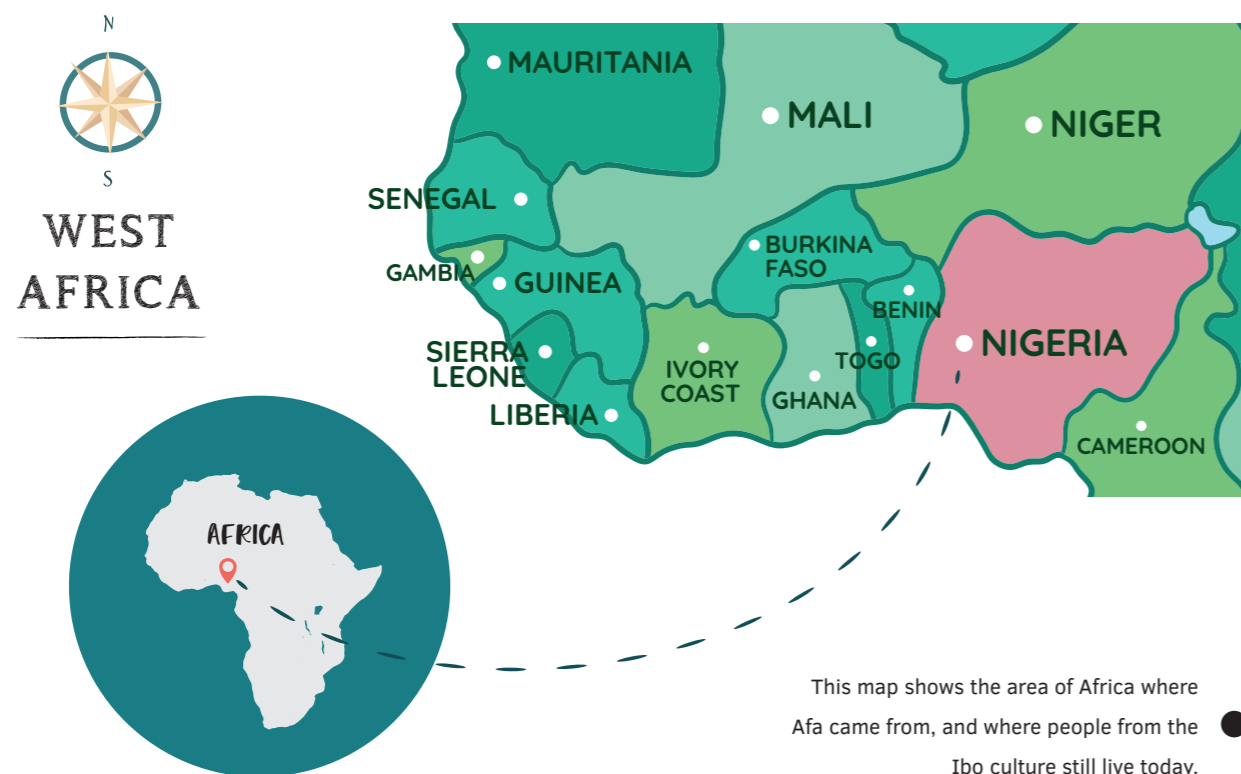 N
S
WEST
AFRICA
MAURITANIA
MALI
NIGER
SENEGAL
GAMBIA
GUINEA
BURKINA
FASO
BENIN
SIERRA
LEONE
LIBERIA
IVORY
COAST
GHANA
TOGO
NIGERIA
CAMEROON
AFRICA
This map shows the area of Africa where
Afa came from, and where people from the
Ibo culture still live today.